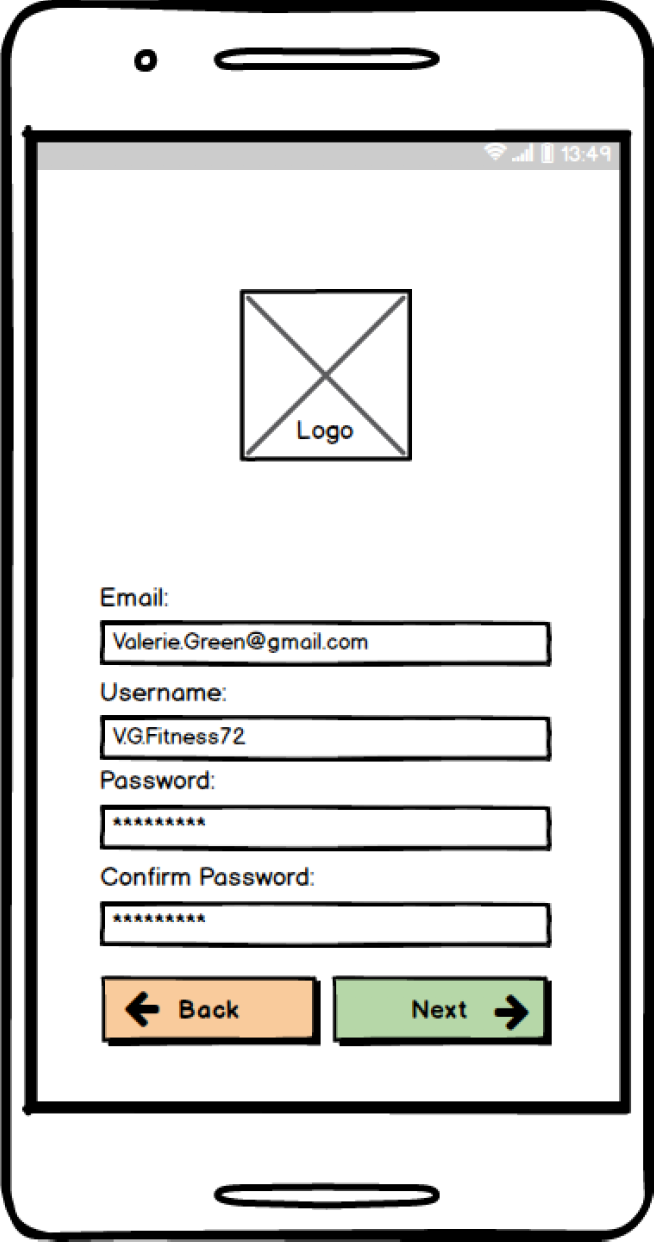 13:49
Logo
Email:
Valerie.Green@gmail.com
Username:
V.G.Fitness72
Password:
*********
Confirm Password:
*********
Back
Next